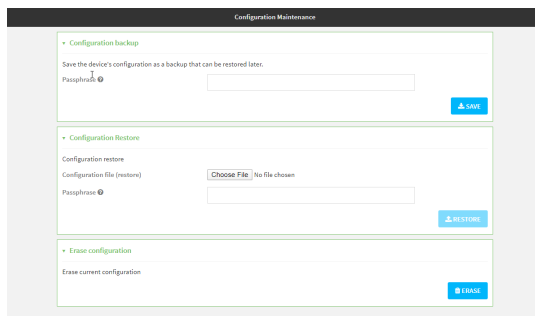 Configuration Maintenance
Configuration backup
Save the device's configuration as a backup that can be restored later.
Passphrase
SAVE
Configuration Restore
Configuration restore
Configuration file (restore) Choose File No file chosen
Passphrase
RESTORE
Erase configuration
Erase current configuration
ERASE